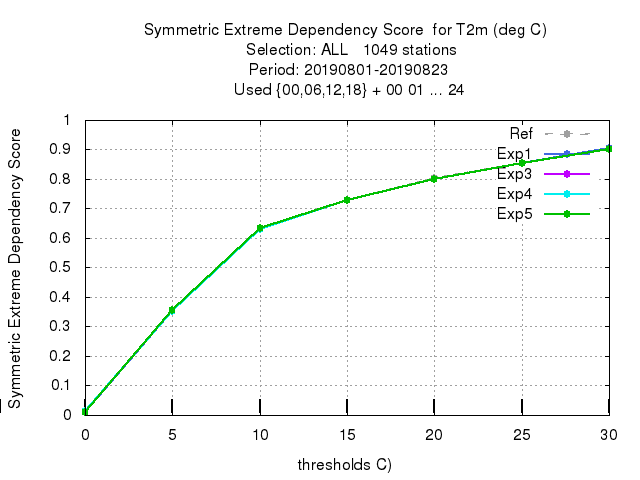 Symmetric Extreme Dependency Score  for T2m (deg C)
Selection: ALL   1049 stations
Period: 20190801-20190823
Used {00,06,12,18} + 00 01 ... 24
Symmetric Extreme Dependency Score
1
0.9
0.8
0.7
0.6
0.5
0.4
0.3
0.2
0.1
0
Ref
Exp1
Exp3
Exp4
Exp5
0 5 10 15 20 25 30
thresholds C)